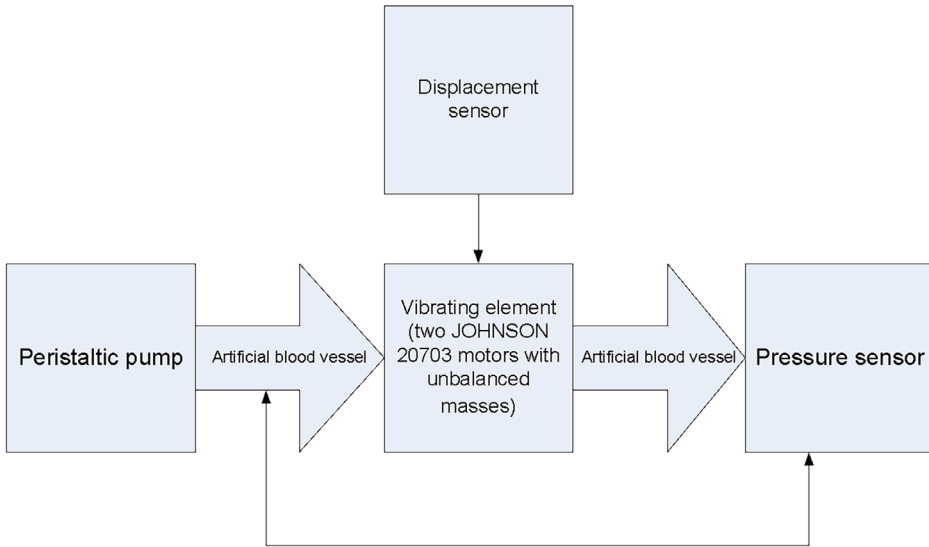 Displacement
sensor
Peristaltic pump
Artificial blood vessel
Vibrating element
(two JOHNSON
20703 motors with
unbalanced
masses)
Artificial blood vessel
Pressure sensor